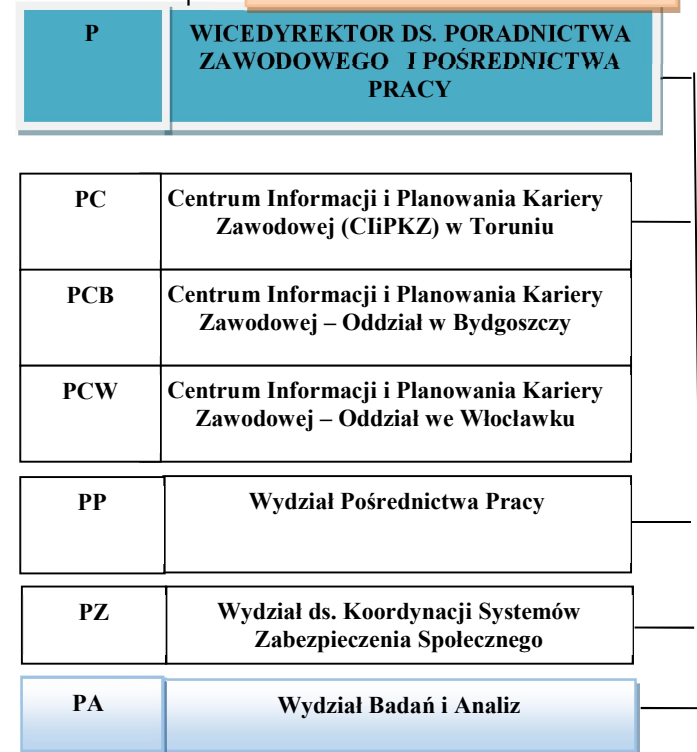 P
WICEDYREKTOR DS. PORADNICTWA
ZAWODOWEGO I POŚREDNICTWA
PRACY
PC
Centrum Informacji i Planowania Kariery
Zawodowej (CIiPKZ) w Toruniu
PCB
Centrum Informacji i Planowania Kariery
Zawodowej – Oddział w Bydgoszczy
PCW
Centrum Informacji i Planowania Kariery
Zawodowej – Oddział we Włocławku
PP
Wydział Pośrednictwa Pracy
PZ
Wydział ds. Koordynacji Systemów
Zabezpieczenia Społecznego
PA
Wydział Badań i Analiz